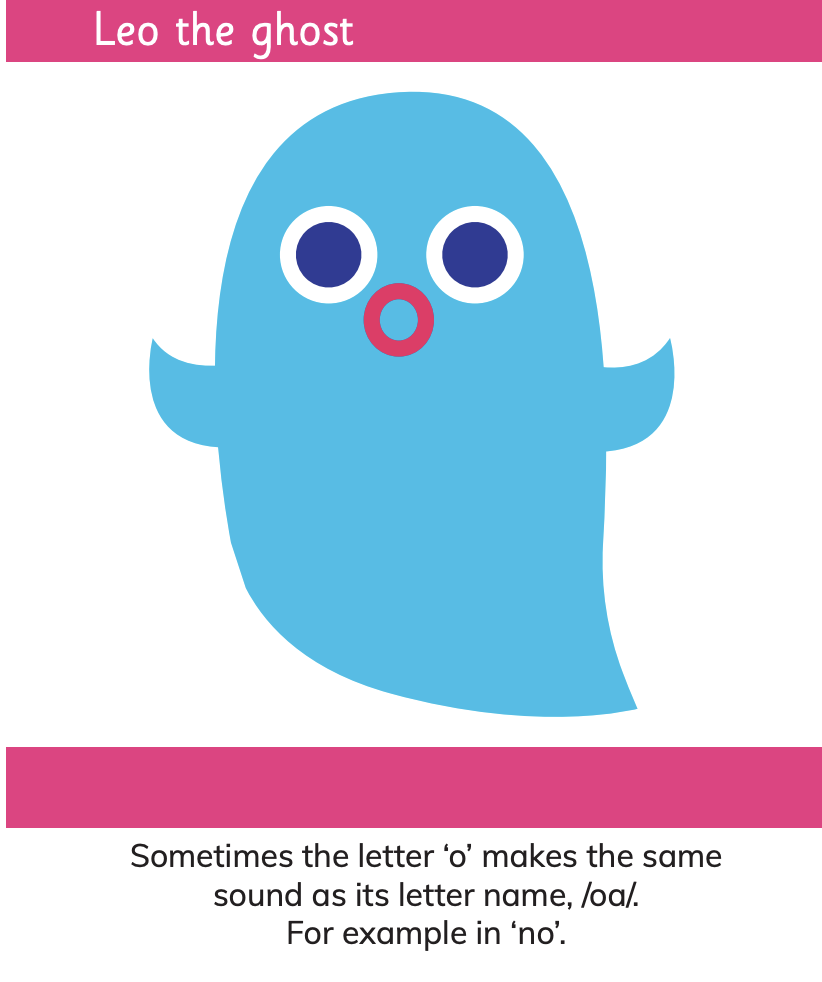 Leo the ghost
Sometimes the letter ‘o’ makes the same
sound as its letter name, /oa/.
For example in ‘no’.